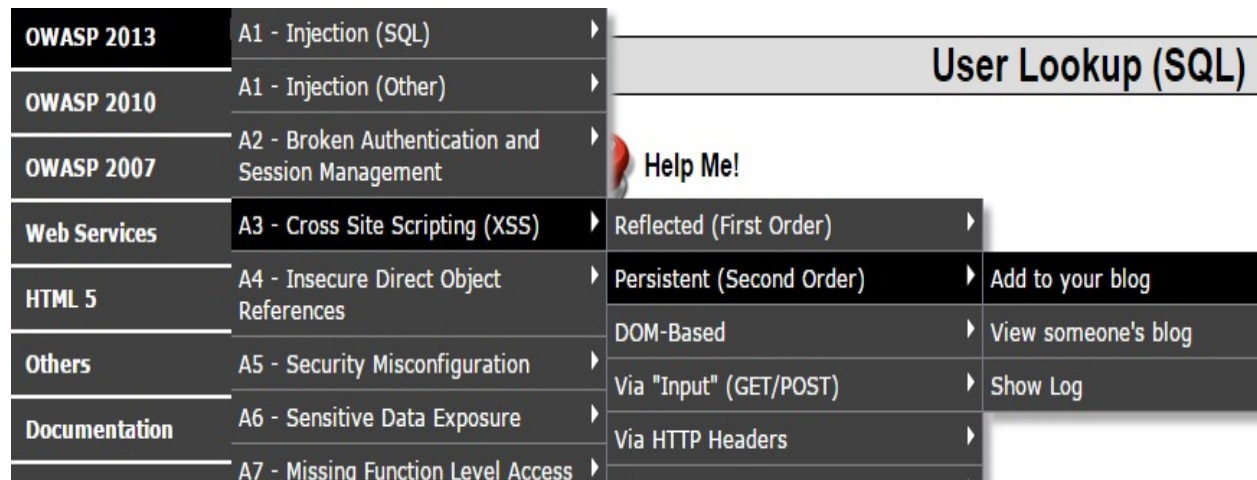 OWASP 2013
OWASP 2010
OWASP 2007
Web Services
HTML 5
Others
Documentation
A1 - Injection (SQL)
A1 - Injection (Other)
A2 - Broken Authentication and
Session Management
A3 - Cross Site Scripting (XSS)
A4 - Insecure Direct Object
References
A5 - Security Misconfiguration
A6 - Sensitive Data Exposure
A7 - Missing Function Level Access
User Lookup (SQL)
Help Me!
Reflected (First Order)
Persistent (Second Order)
DOM-Based
Via "Input" (GET/POST)
Via HTTP Headers
Add to your blog
View someone's blog
Show Log